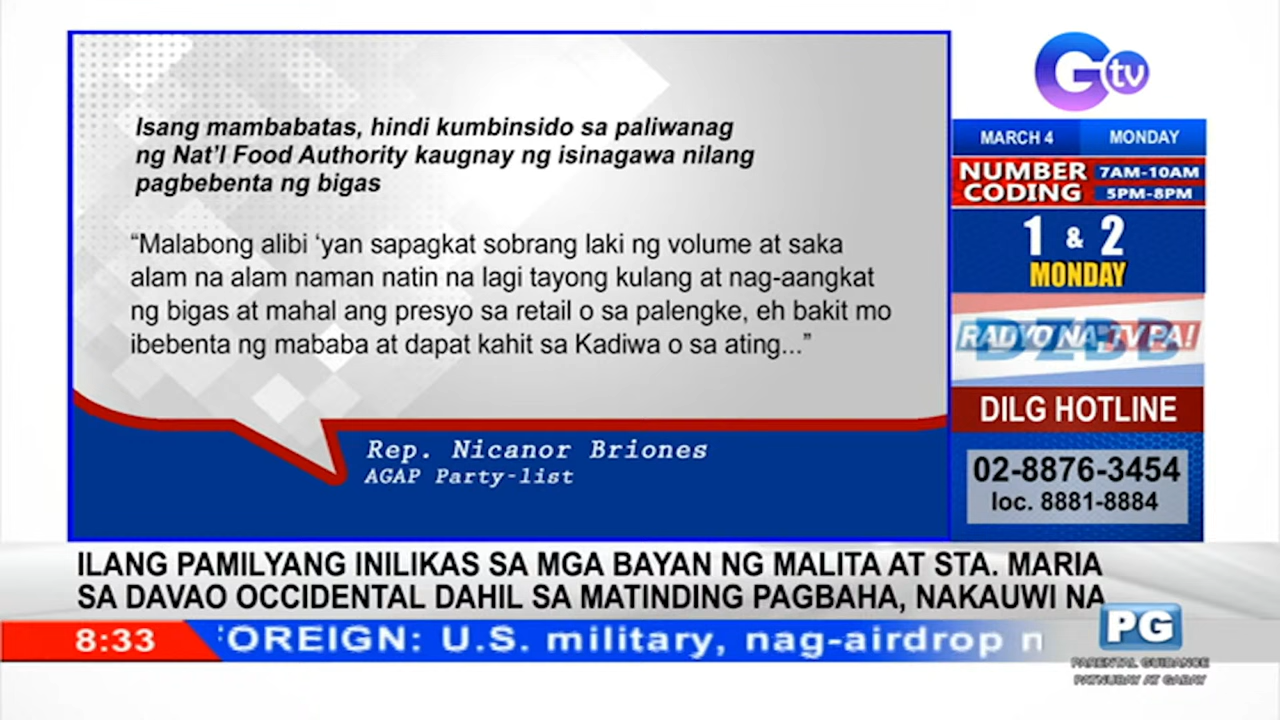 Isang mambabatas, hindi kumbinsido sa paliwanag
ng Nat'l Food Authority kaugnay ng isinagawa nilang
pagbebenta ng bigas
“Malabong alibi ‘yan sapagkat sobrang laki ng volume at saka
alam na alam naman natin na lagi tayong kulang at nag-aangkat
ng bigas at mahal ang presyo sa retail o sa palengke, eh bakit mo
ibebenta ng mababa at dapat kahit sa Kadiwa o sa ating...”
Rep. Nicanor Briones
AGAP Party-list
Gtv
MARCH 4 MONDAY
NUMBER CODING
7AM-10AM
5PM-8PM
1 & 2
MONDAY
RADYO NA, TV PA!
DZBB
DILG HOTLINE
02-8876-3454
loc. 8881-8884
ILANG PAMILYANG INILIKAS SA MGA BAYAN NG MALITA AT STA. MARIA
SA DAVAO OCCIDENTAL DAHIL SA MATINDING PAGBAHA, NAKAUWI NA
8:33
FOREIGN: U.S. military, nag-airdrop n
PG
PARENTAL GUIDANCE
PATNUBAY AT GABAY